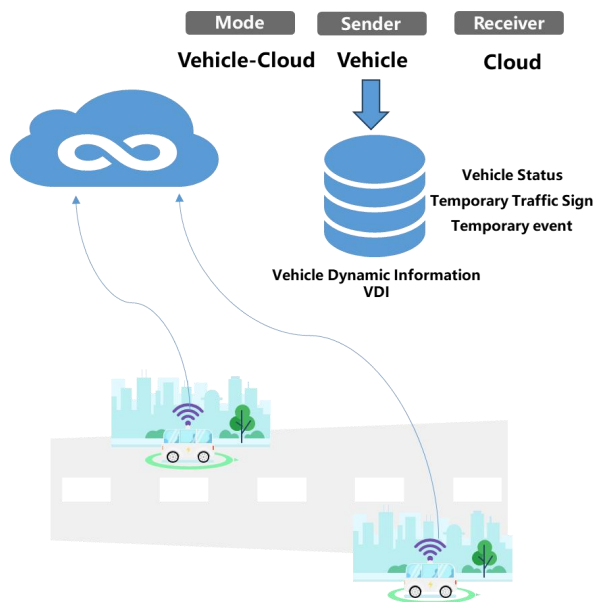 Mode Sender Receiver
Vehicle-Cloud Vehicle Cloud
Vehicle Status
Temporary Traffic Sign
Temporary event
Vehicle Dynamic Information
VDI